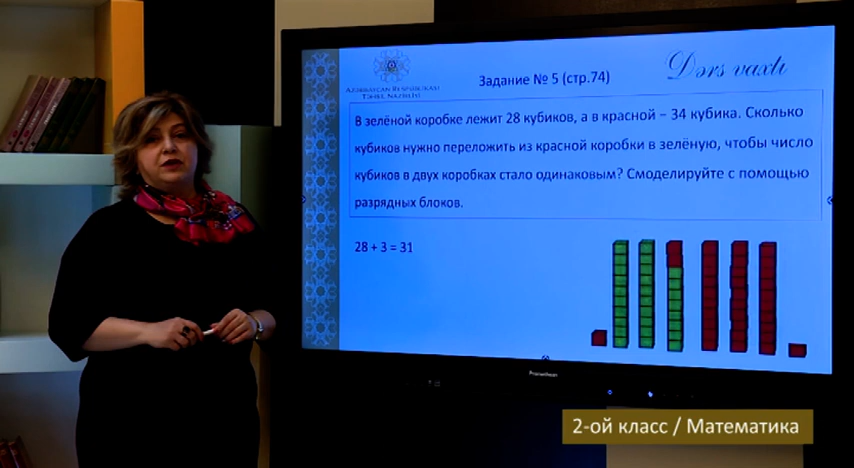 Задание № 5 (стр.74)
Dərs vaxtı
AZƏRBAYCAN RESPUBLİKASI
TƏHSİL NAZİRLİYİ
В зелёной коробке лежит 28 кубиков, а в красной – 34 кубика. Сколько
кубиков нужно переложить из красной коробки в зелёную, чтобы число
кубиков в двух коробках стало одинаковым? Смоделируйте с помощью
разрядных блоков.
28 + 3 = 31
Promethean
2-ой класс / Математика